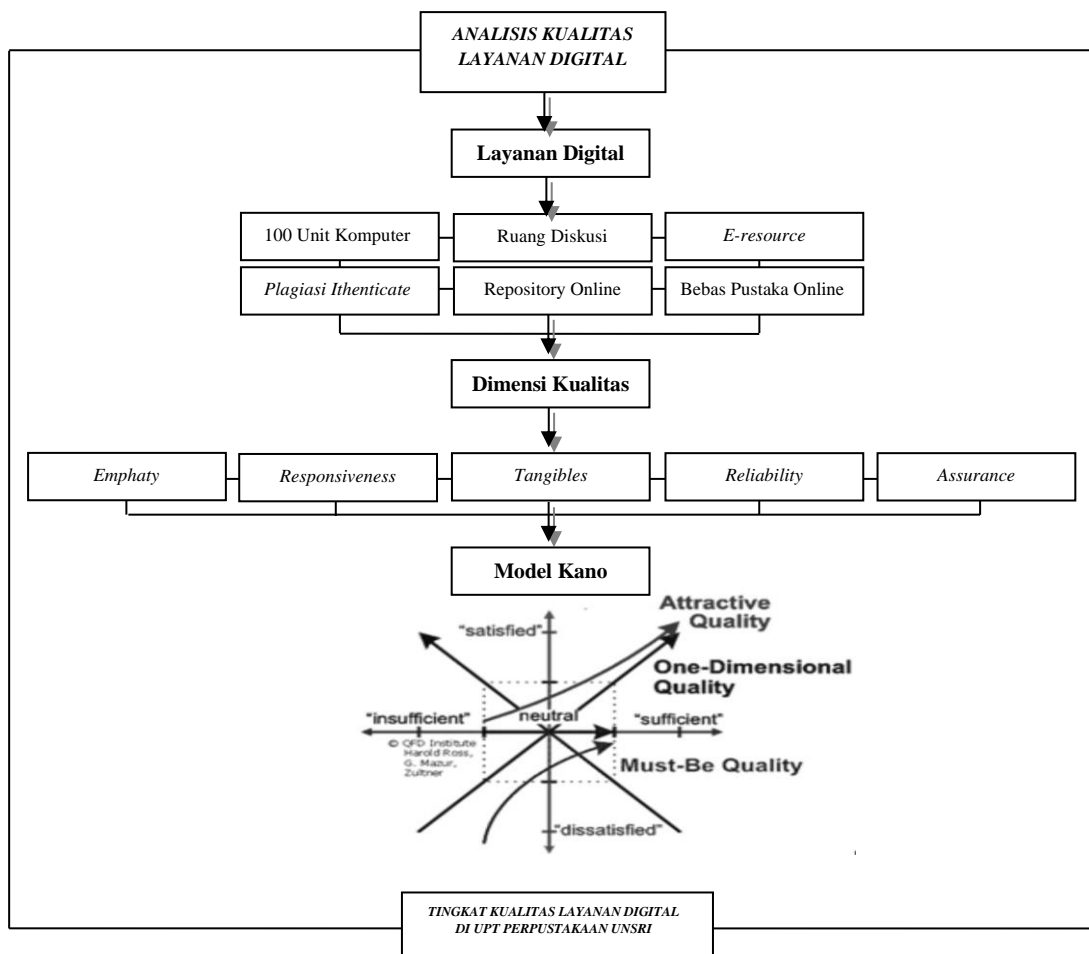 ANALISIS KUALITAS
LAYANAN DIGITAL
Layanan Digital
100 Unit Komputer
Ruang Diskusi
E-resource
Plagiasi Ithenticate
Repository Online
Bebas Pustaka Online
Dimensi Kualitas
Emphaty
Responsiveness
Tangibles
Reliability
Assurance
Model Kano
Attractive
Quality
"satisfied"
One-Dimensional
Quality
"insufficient"
neutral
"sufficient"
© QFD Institute
Harold Ross,
G. Mazur,
Zultner
Must-Be Quality
"dissatisfied"
TINGKAT KUALITAS LAYANAN DIGITAL
DI UPT PERPUSTAKAAN UNSRI